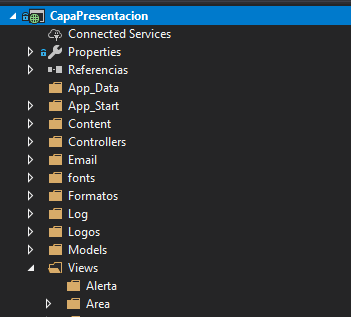 CapaPresentacion
Connected Services
Properties
Referencias
App_Data
App_Start
Content
Controllers
Email
fonts
Formatos
Log
Logos
Models
Views
Alerta
Area